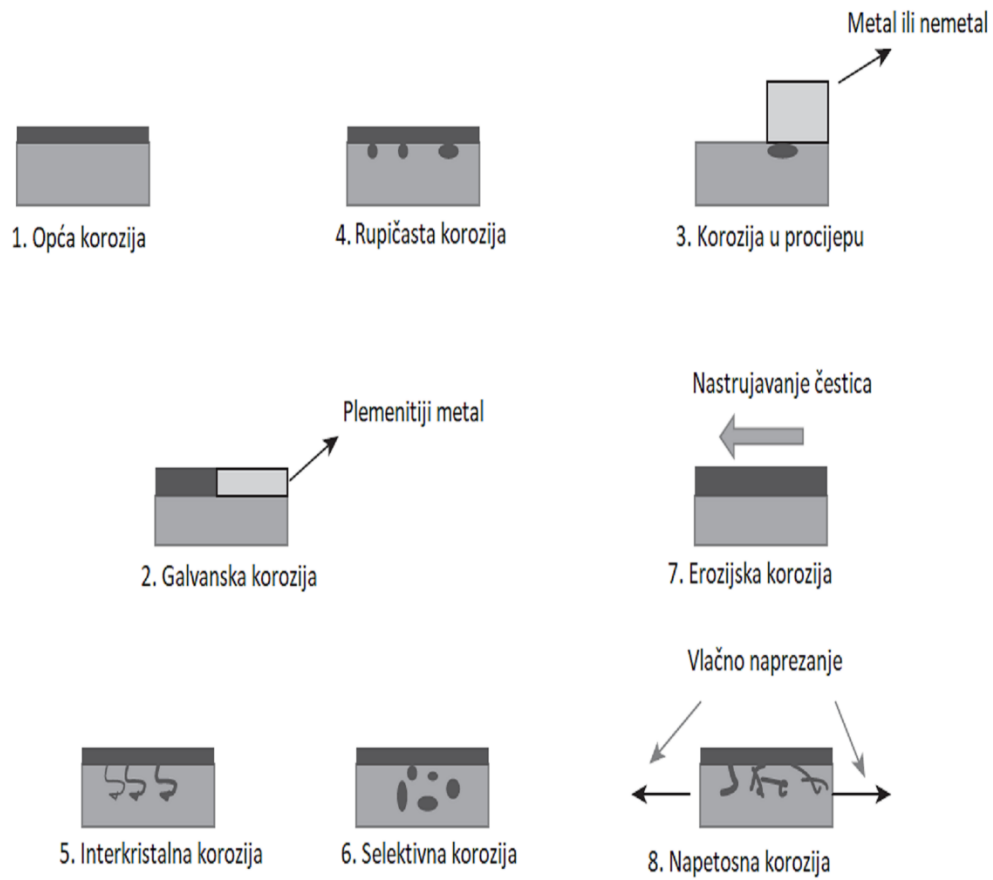 Metal ili nemetal
1. Opća korozija
4. Rupičasta korozija
3. Korozija u procijepu
Plemenitiji metal
Nastrujavanje čestica
2. Galvanska korozija
7. Erozijska korozija
Vlačno naprezanje
5. Interkristalna korozija
6. Selektivna korozija
8. Napetosna korozija